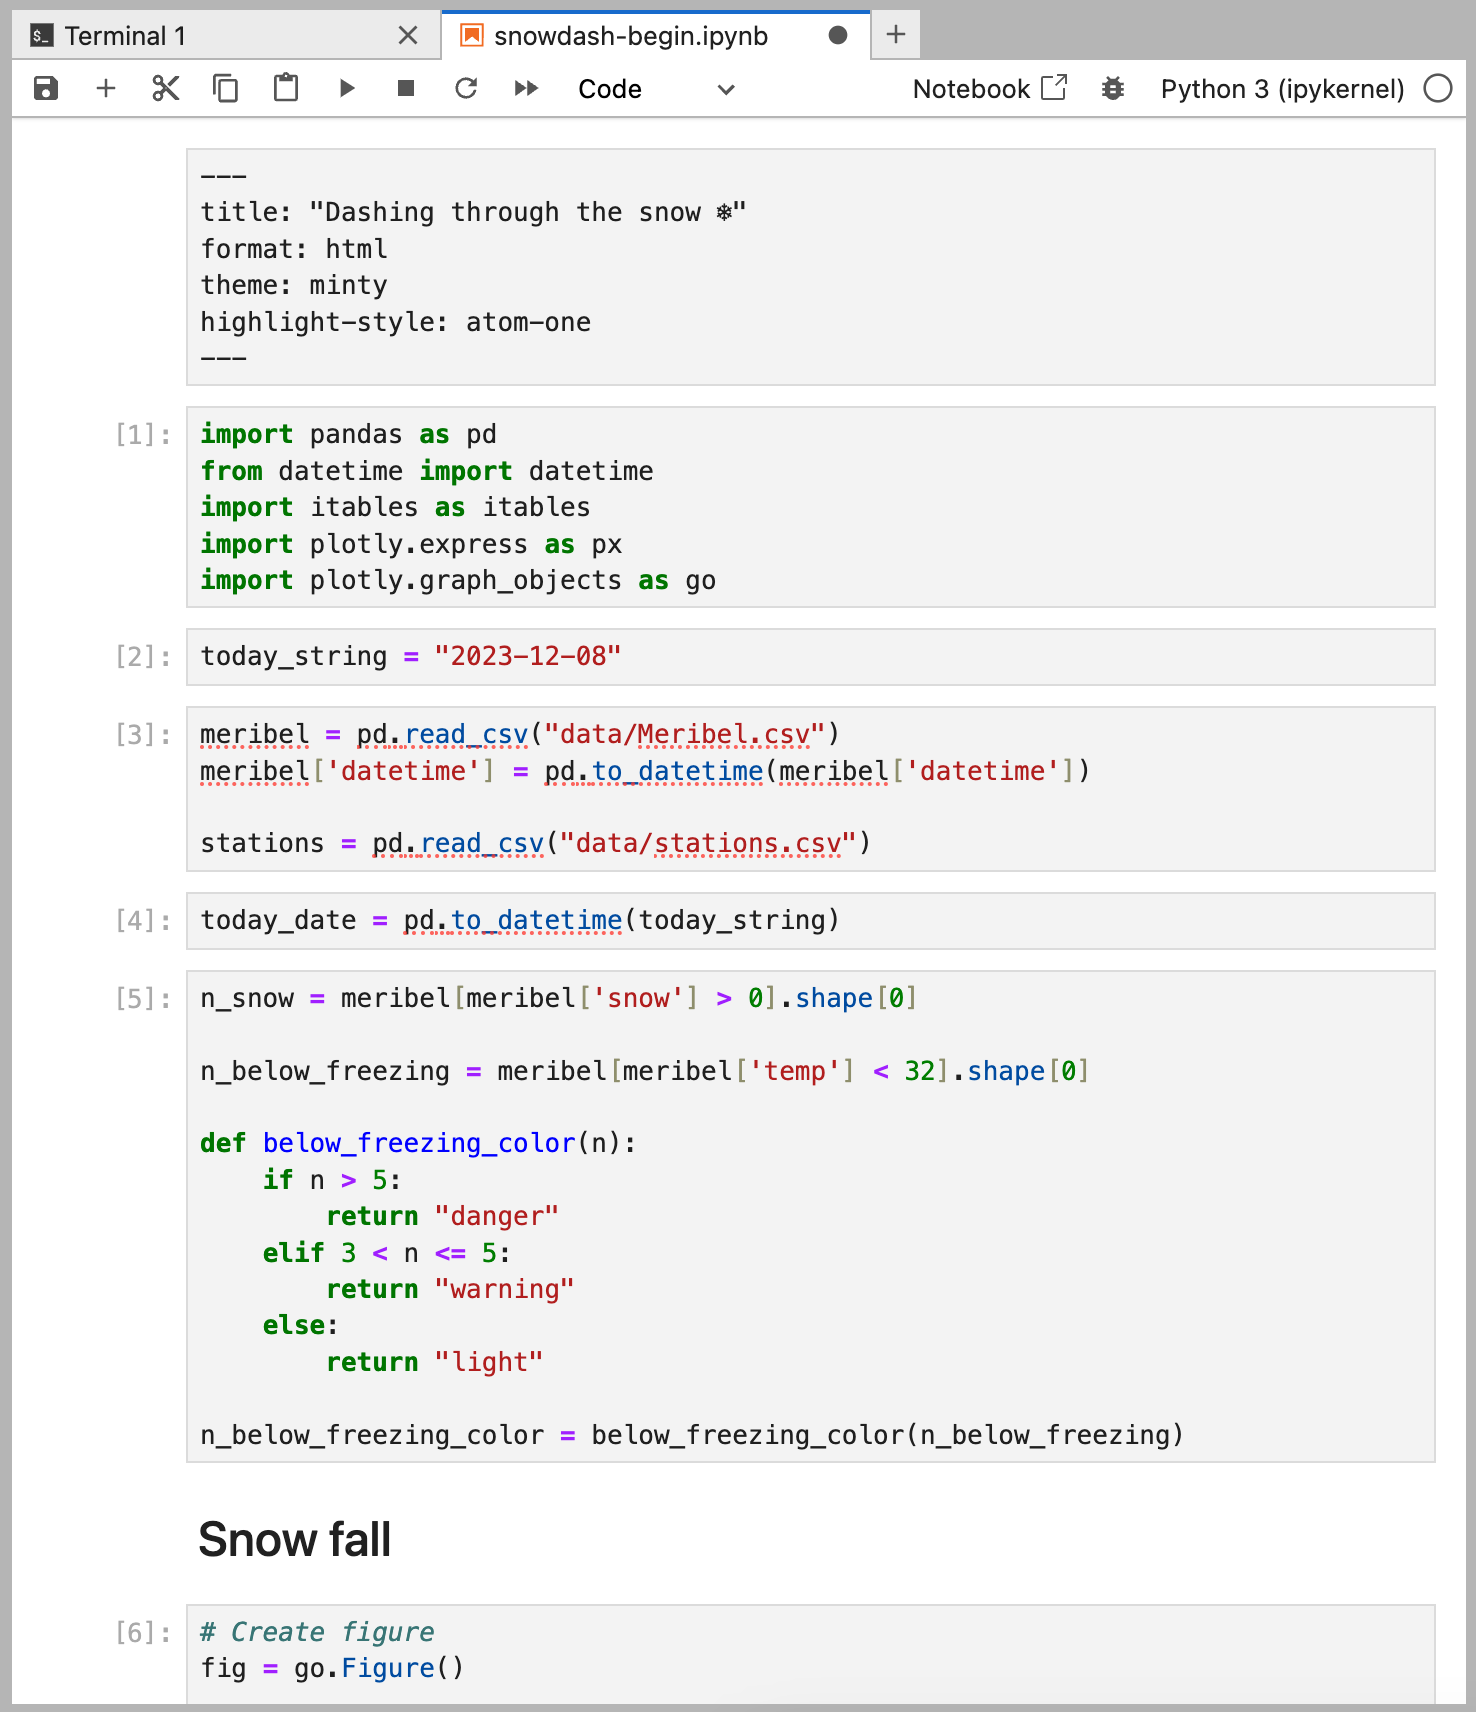 Terminal 1
snowdash-begin.ipynb
Code
Notebook
Python 3 (ipykernel)
---
title: "Dashing through the snow ❄"
format: html
theme: minty
highlight-style: atom-one
---
[1]:
import pandas as pd
from datetime import datetime
import itables as itables
import plotly.express as px
import plotly.graph_objects as go
[2]:
today_string = "2023-12-08"
[3]:
meribel = pd.read_csv("data/Meribel.csv")
meribel['datetime'] = pd.to_datetime(meribel['datetime'])
stations = pd.read_csv("data/stations.csv")
[4]:
today_date = pd.to_datetime(today_string)
[5]:
n_snow = meribel[meribel['snow'] > 0].shape[0]
n_below_freezing = meribel[meribel['temp'] < 32].shape[0]
def below_freezing_color(n):
    if n > 5:
        return "danger"
    elif 3 < n <= 5:
        return "warning"
    else:
        return "light"
n_below_freezing_color = below_freezing_color(n_below_freezing)
Snow fall
[6]:
# Create figure
fig = go.Figure()